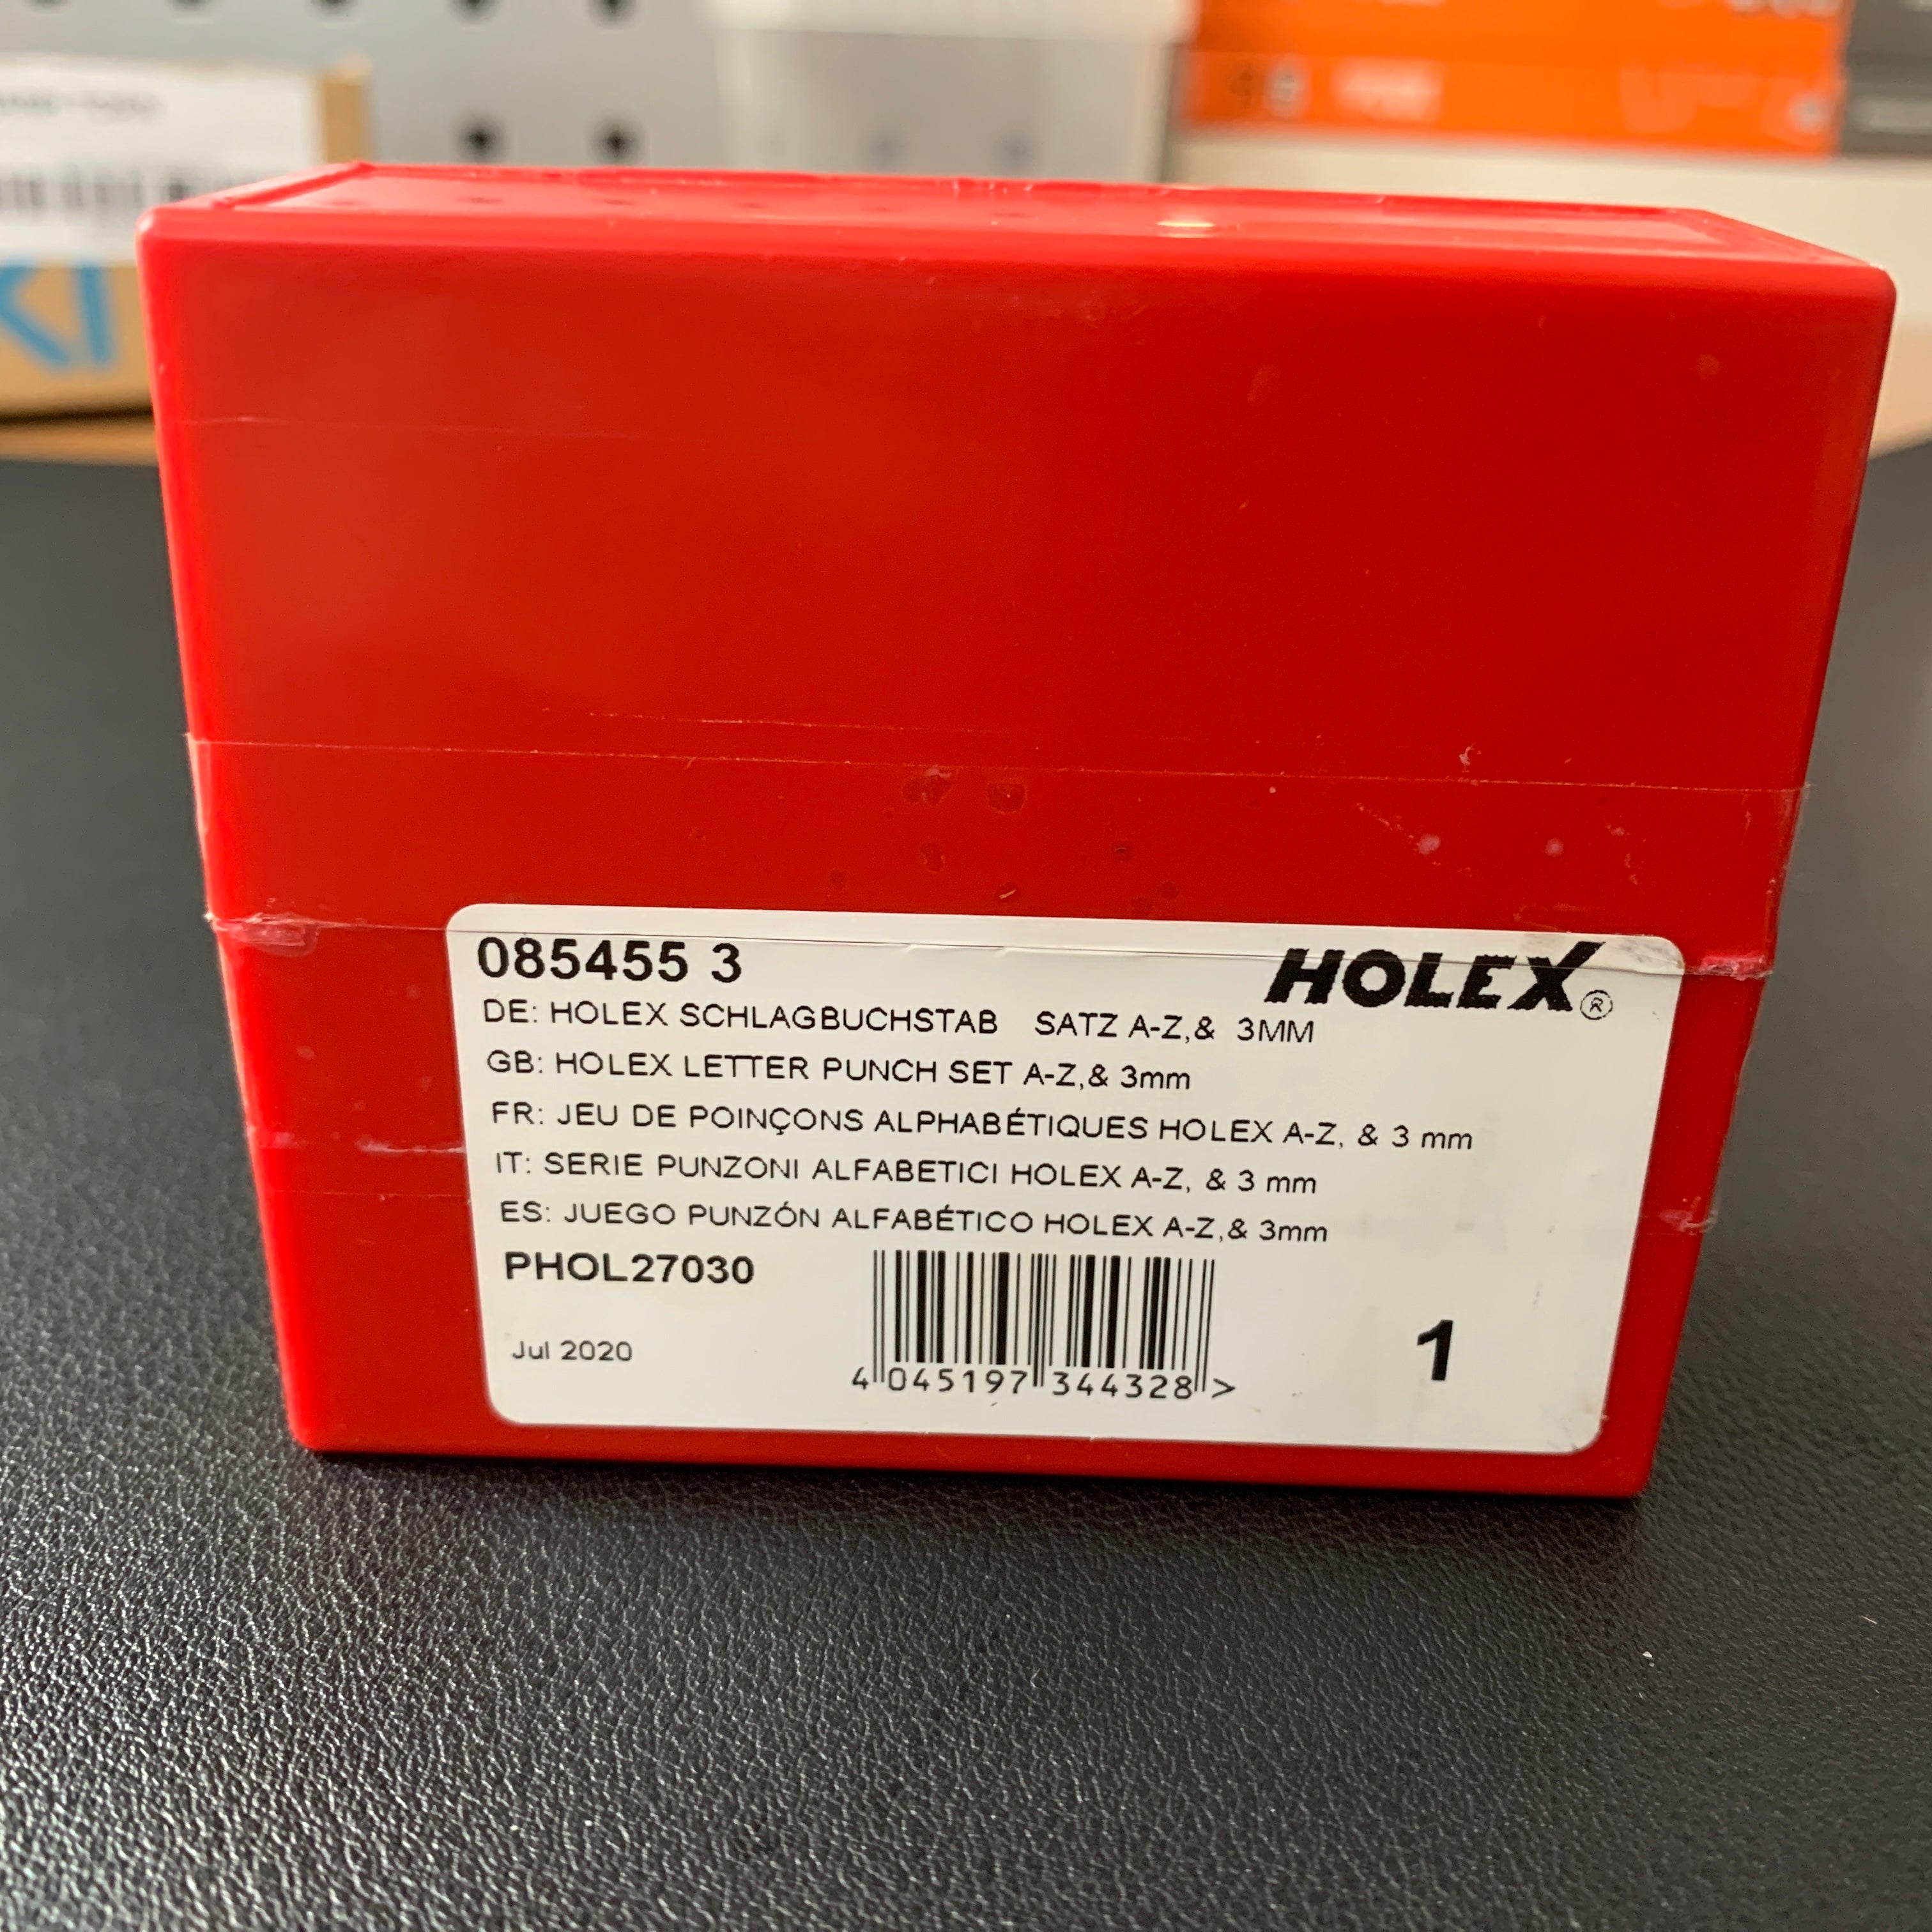 085455 3
HOLEX®
DE: HOLEX SCHLAGBUCHSTAB SATZ A-Z,& 3MM
GB: HOLEX LETTER PUNCH SET A-Z,& 3mm
FR: JEU DE POINÇONS ALPHABÉTIQUES HOLEX A-Z, & 3 mm
IT: SERIE PUNZONI ALFABETICI HOLEX A-Z, & 3 mm
ES: JUEGO PUNZÓN ALFABÉTICO HOLEX A-Z,& 3mm
PHOL27030
Jul 2020
4 045197 344328 >
1